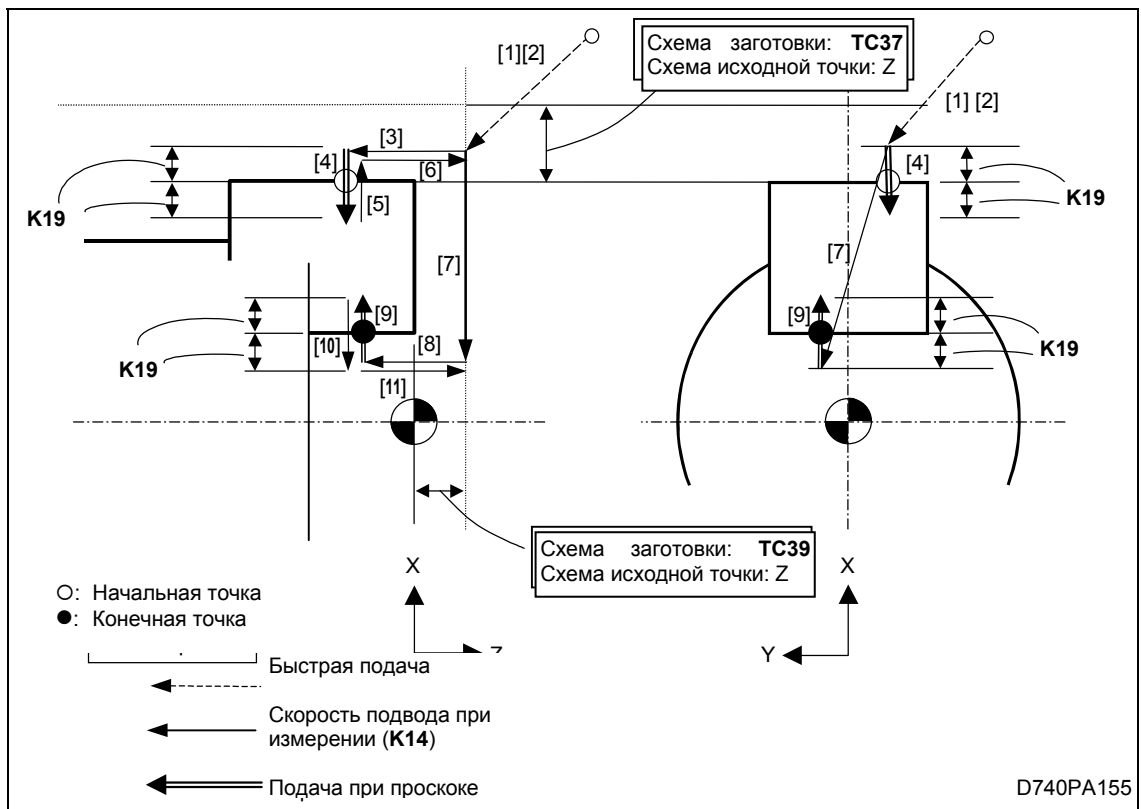 [1][2]
Схема заготовки: TC37
Схема исходной точки: Z
[1] [2]
[3]
[4]
[6]
[4]
K19
[5]
K19
[7]
[7]
[9]
[9]
[10]
[8]
K19
K19
[11]
Схема заготовки: TC39
Схема исходной точки: Z
X
X
○: Начальная точка
●: Конечная точка
Y
Быстрая подача
Скорость подвода при
измерении (K14)
Подача при проскоке
D740PA155